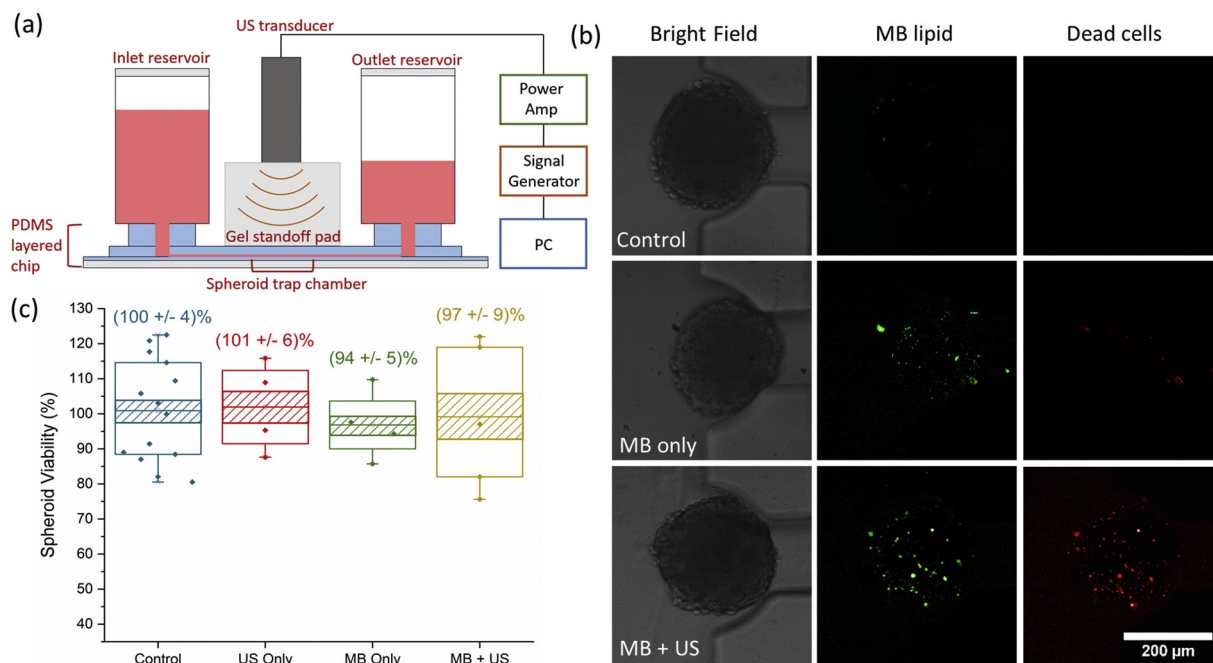 (a)
US transducer
Inlet reservoir
Outlet reservoir
Power
Amp
Signal
Generator
PC
PDMS
layered
chip
Gel standoff pad
Spheroid trap chamber
(b)
Bright Field
MB lipid
Dead cells
Control
MB only
MB + US
200 µm
(c)
Spheroid Viability (%)
130
120
110
100
90
80
70
60
50
40
(100 +/- 4)%
(101 +/- 6)%
(94 +/- 5)%
(97 +/- 9)%
Control
US Only
MB Only
MB + US